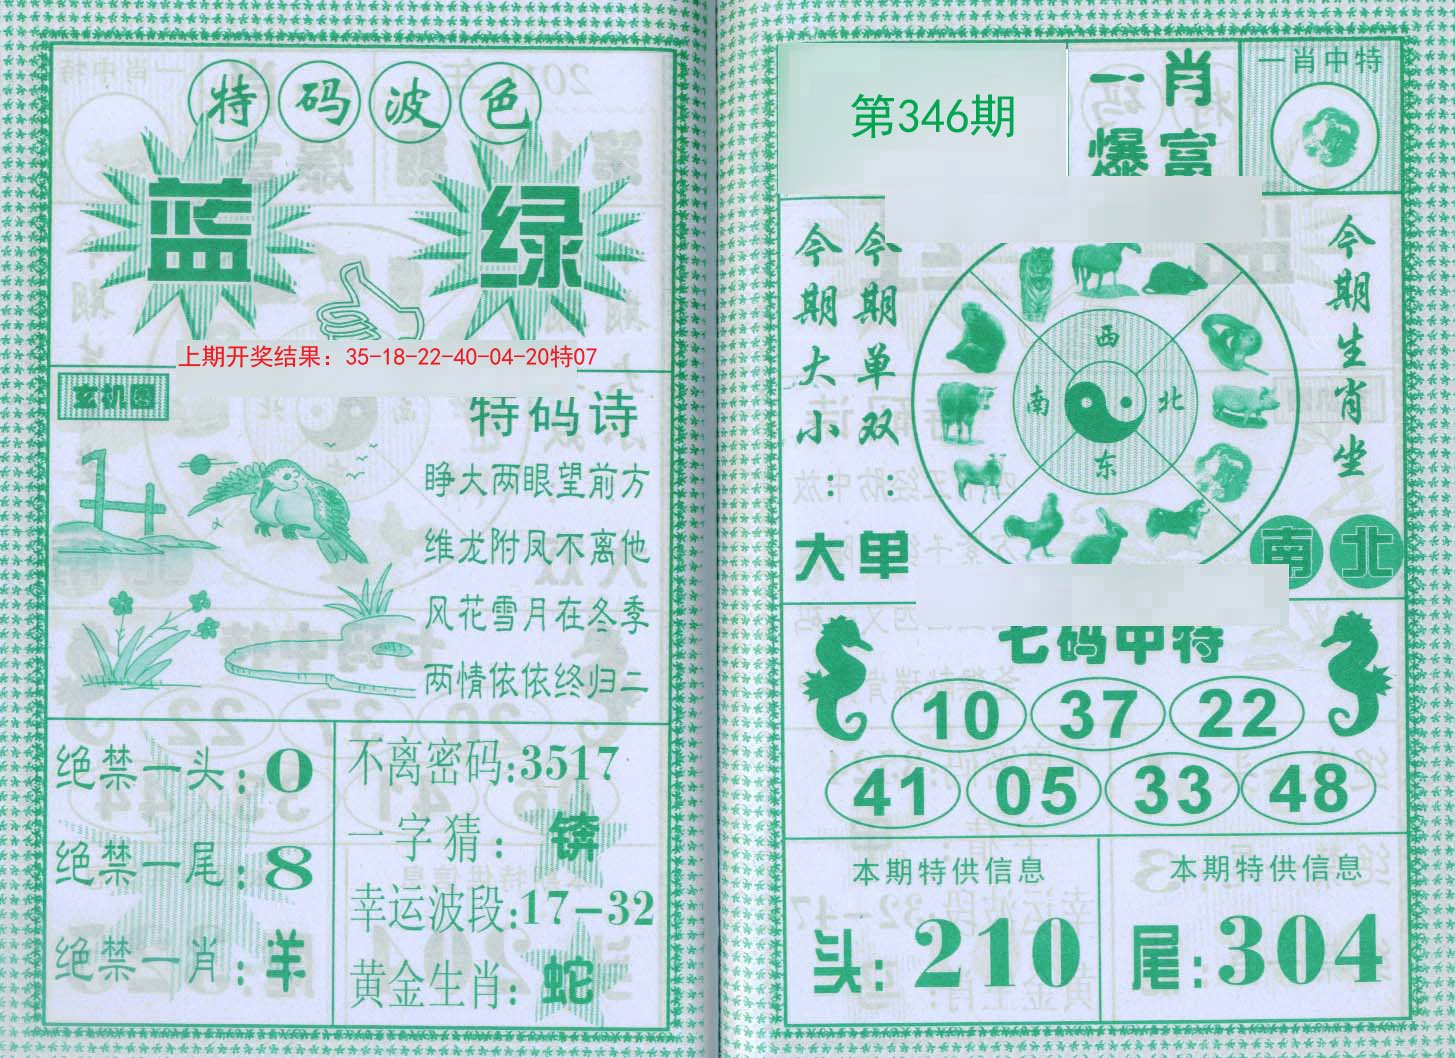 特码波色
蓝 绿
上期开奖结果：35-18-22-40-04-20特07
玄机图
特码诗
睁大两眼望前方
维龙附凤不离他
风花雪月在冬季
两情依依终归二
绝禁一头：0
绝禁一尾：8
绝禁一肖：羊
不离密码：3517
一字猜：
幸运波段：17-32
黄金生肖：蛇
第346期
一肖
爆富
一肖中特
今期大小：大
今期单双：单
西
南 北
东
今期生肖坐
南 北
七码中特
10 37 22
41 05 33 48
本期特供信息
头：210
本期特供信息
尾：304